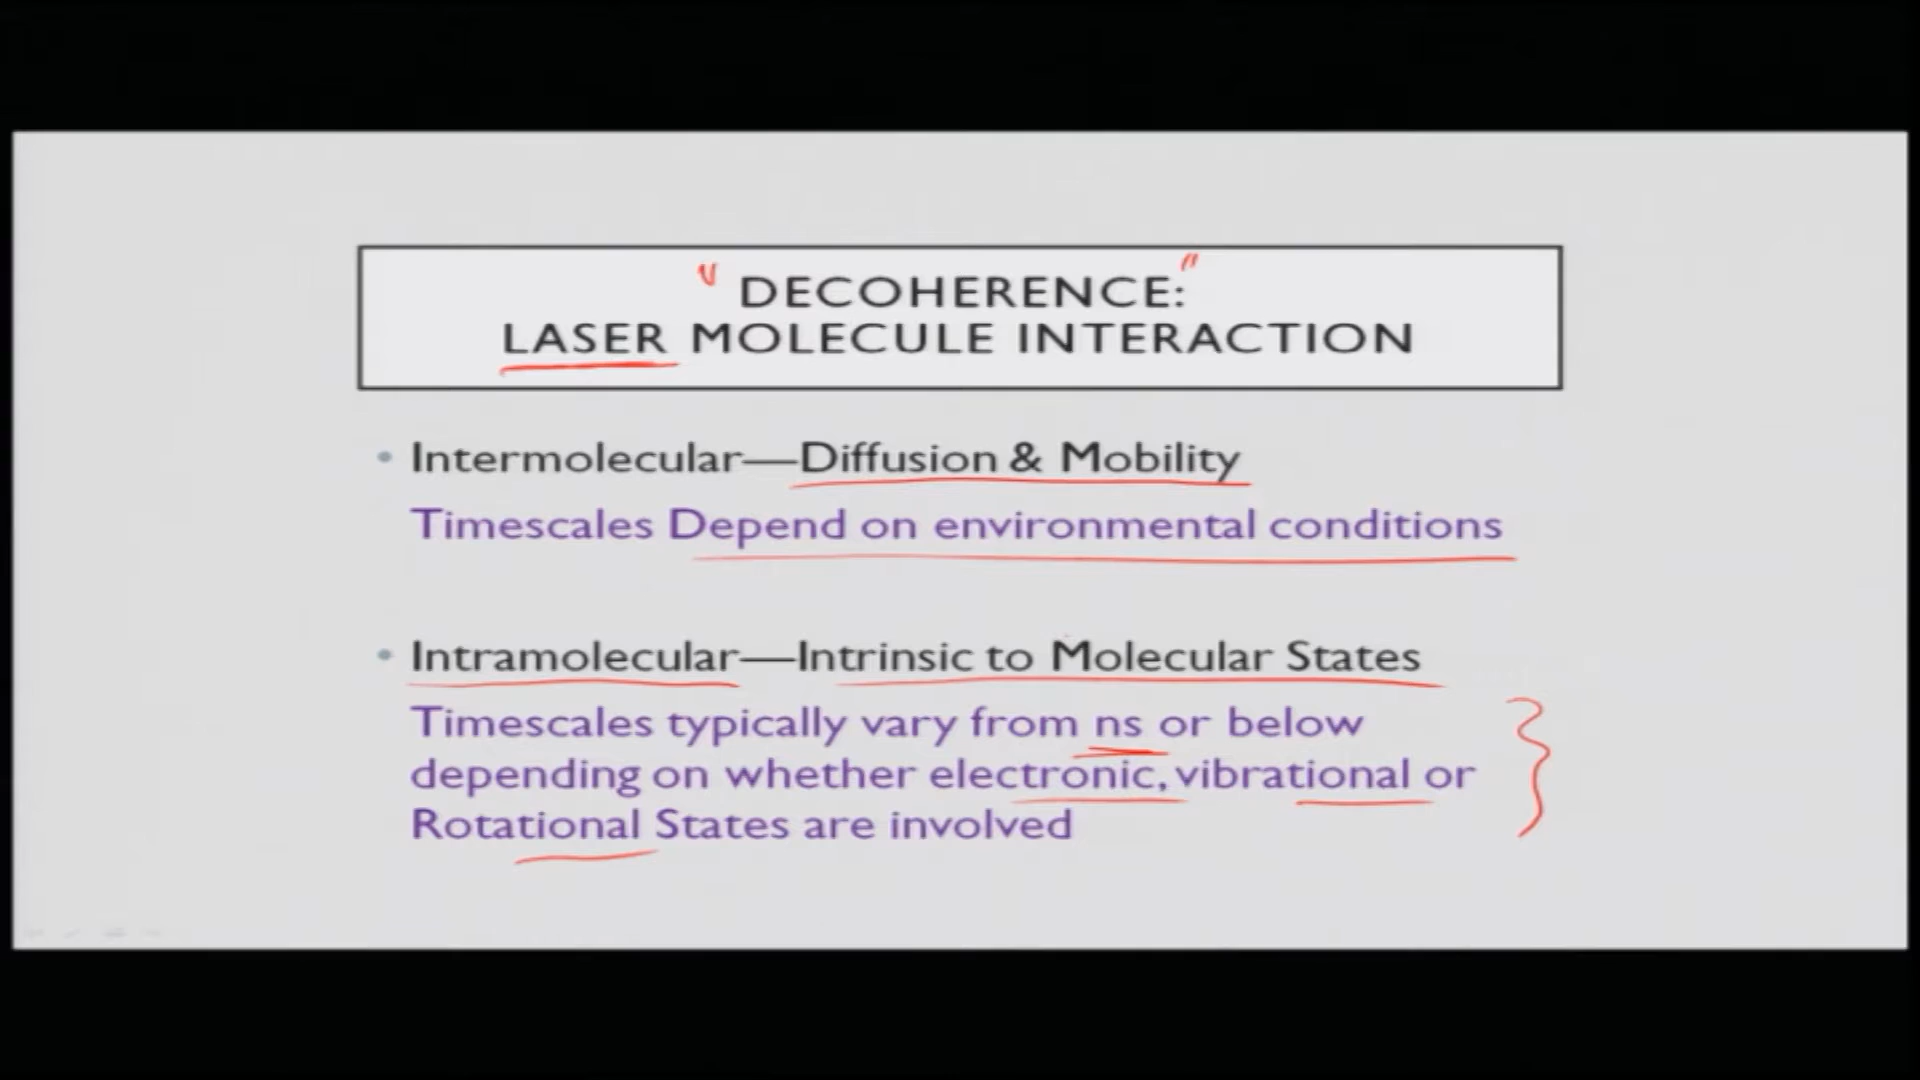 "DECOHERENCE:"
LASER MOLECULE INTERACTION
• Intermolecular—Diffusion & Mobility
Timescales Depend on environmental conditions
• Intramolecular—Intrinsic to Molecular States
Timescales typically vary from ns or below
depending on whether electronic, vibrational or
Rotational States are involved